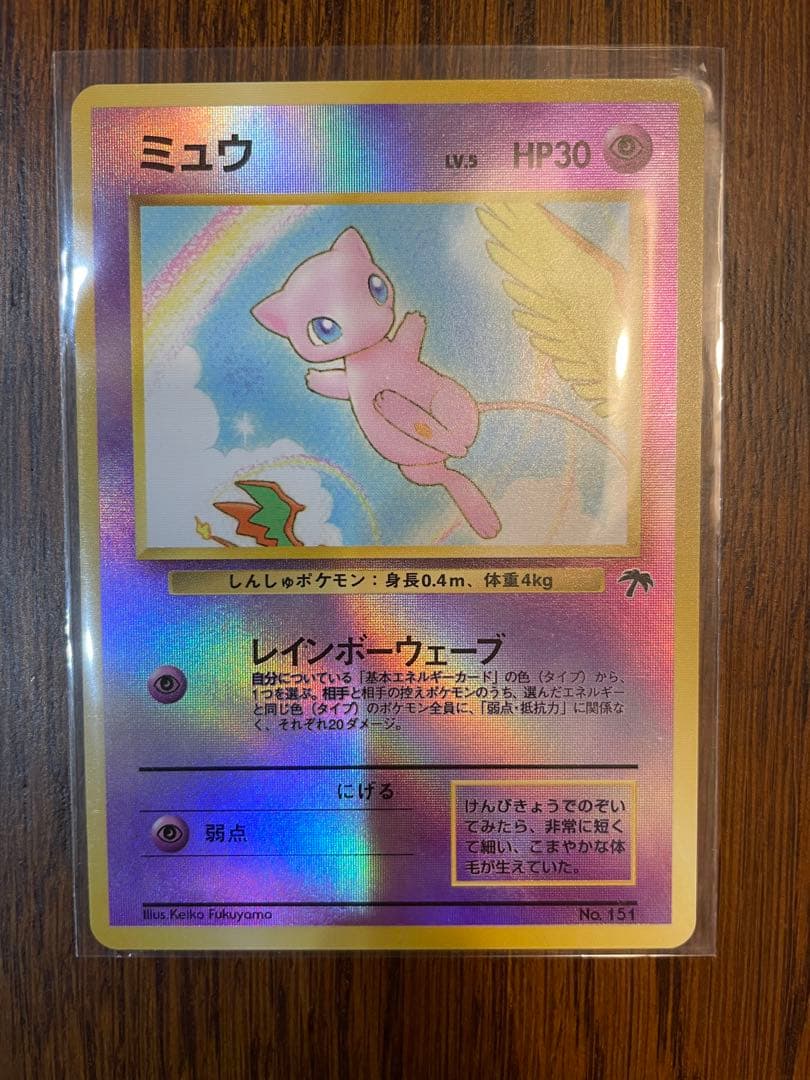 ミュウ LV.5 HP30
しんしゅポケモン：身長0.4m、体重4kg
レインボーウェーブ
自分についている「基本エネルギーカード」の色（タイプ）から、
1つを選ぶ。相手と相手の控えポケモンのうち、選んだエネルギー
と同じ色（タイプ）のポケモン全員に、「弱点・抵抗力」に関係な
く、それぞれ20ダメージ。
にげる
弱点
けんびきょうでのぞい
てみたら、非常に短く
て細い、こまやかな体
毛が生えていた。
Illus.Keiko Fukuyama No. 151